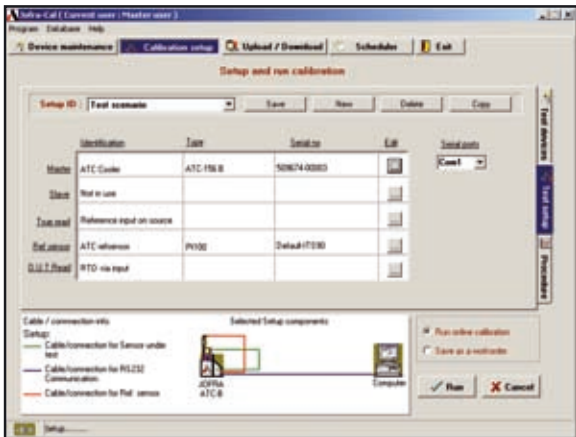 Jofra-Cal ( Current user : Master user )
Program Database Help
Device maintenance Calibration setup Upload / Download Scheduler Exit
Setup and run calibration
Setup ID : Test scenario Save New Delete Copy
Identification Type Serial no Edit Serial ports
Master ATC Cooler ATC-156 B 509674-00003 Com1
Slave Not in use
True read Reference input on source
Ref. sensor ATC-refsensor Pt100 Default-ITS90
D.U.T. Read RTD via input
Test devices
Test setup
Procedure
Cable / connection info. Selected Setup components
Setup:
Cable/connection for Sensor under test
Cable/connection for RS232 Communication.
Cable/connection for Ref. sensor
JOFRA ATC-B
Computer
Run online calibration
Save as a workorder
Run Cancel
Setup.........